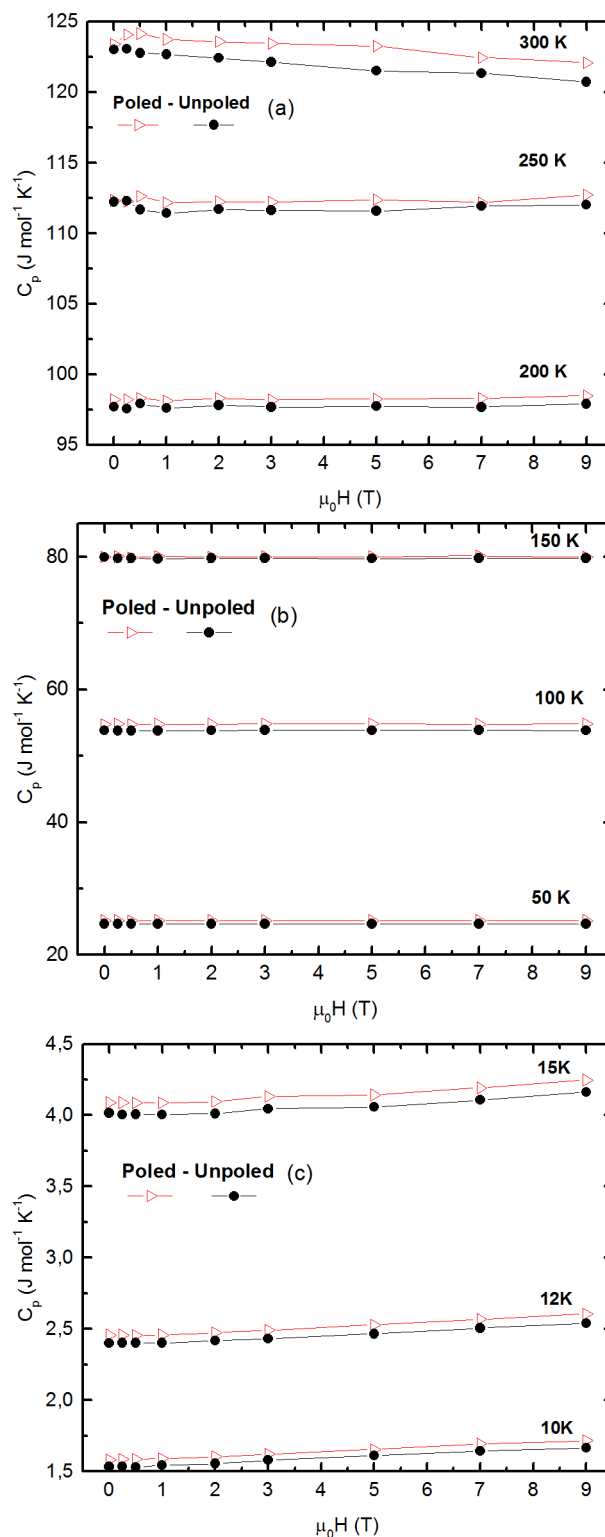 125
300 K
120
Poled - Unpoled (a)
115
250 K
110
Cₚ (J mol⁻¹ K⁻¹)
105
100
200 K
95
0 1 2 3 4 5 6 7 8 9
μ₀H (T)
150 K
80
Poled - Unpoled (b)
60
100 K
Cₚ (J mol⁻¹ K⁻¹)
40
50 K
20
0 1 2 3 4 5 6 7 8 9
μ₀H (T)
4,5
15K
4,0
Poled - Unpoled (c)
3,5
Cₚ (J mol⁻¹ K⁻¹)
3,0
12K
2,5
2,0
10K
1,5
0 1 2 3 4 5 6 7 8 9
μ₀H (T)